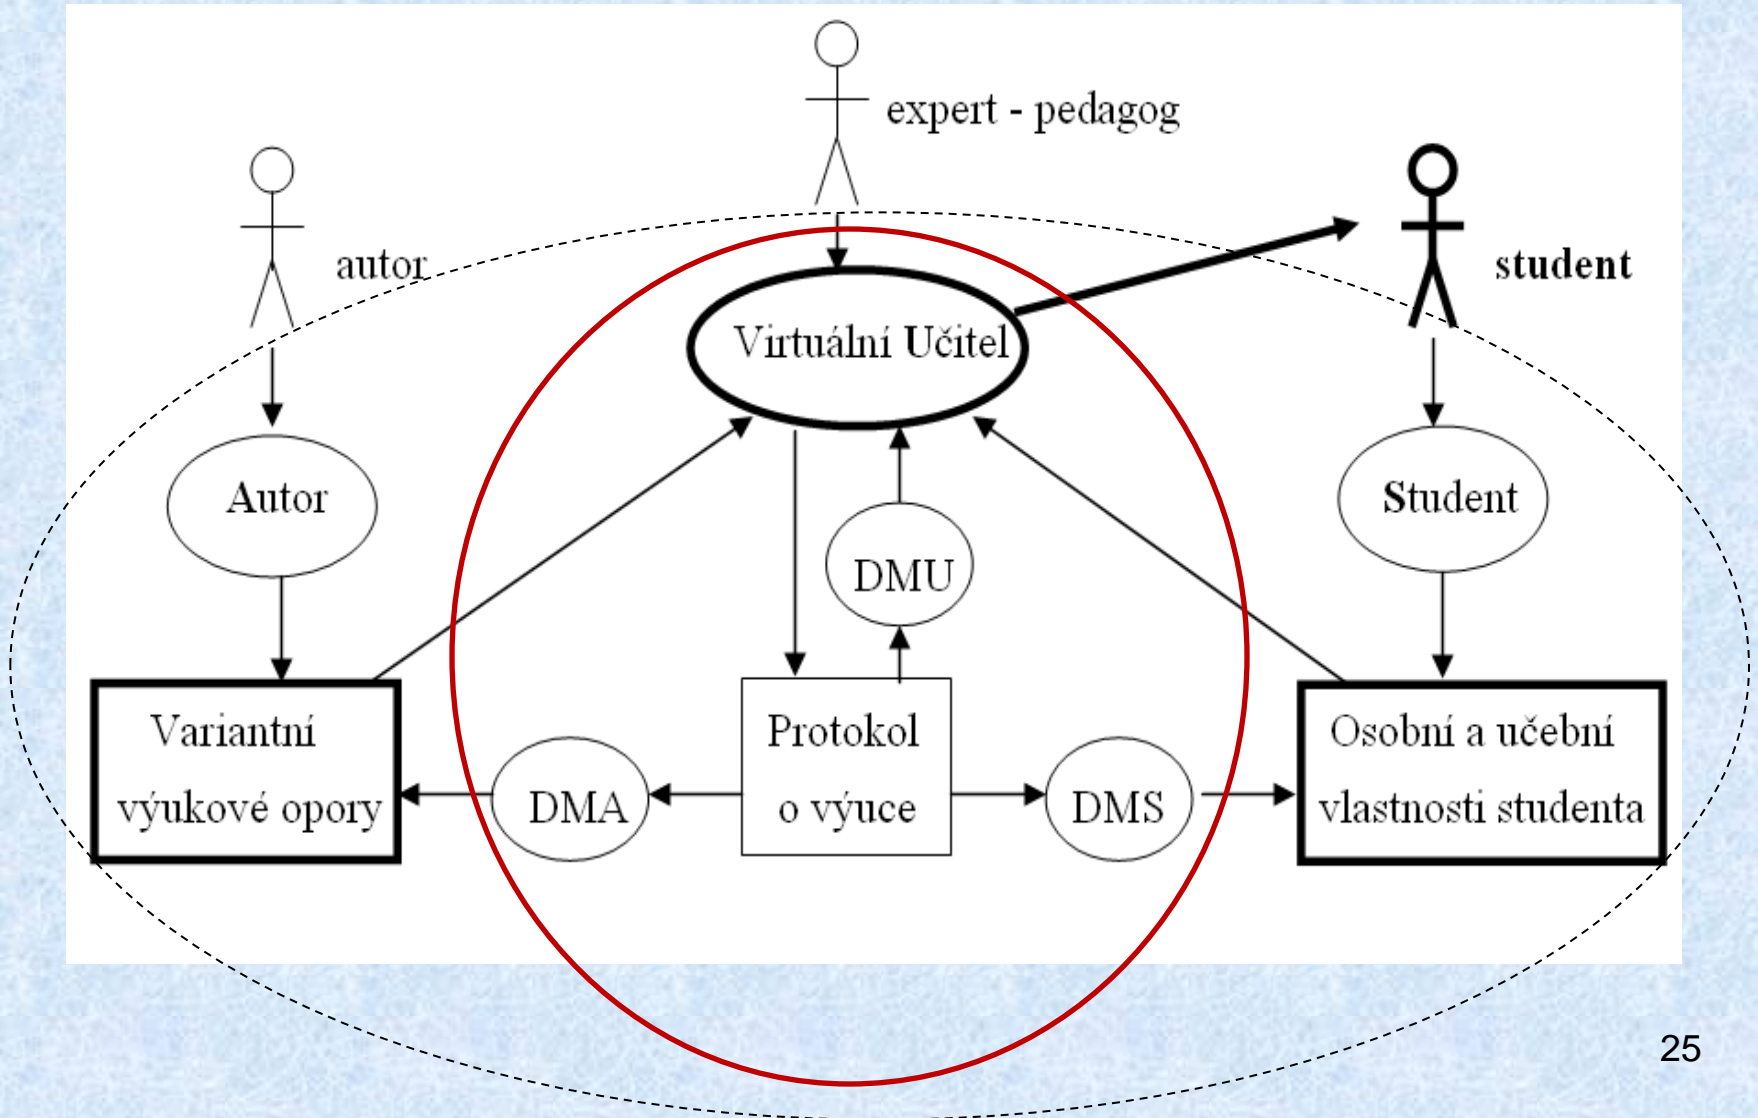 expert - pedagog
autor
student
Virtuální Učitel
Autor
Student
DMU
Variantní
výukové opory
Protokol
o výuce
Osobní a učební
vlastnosti studenta
DMA
DMS
25